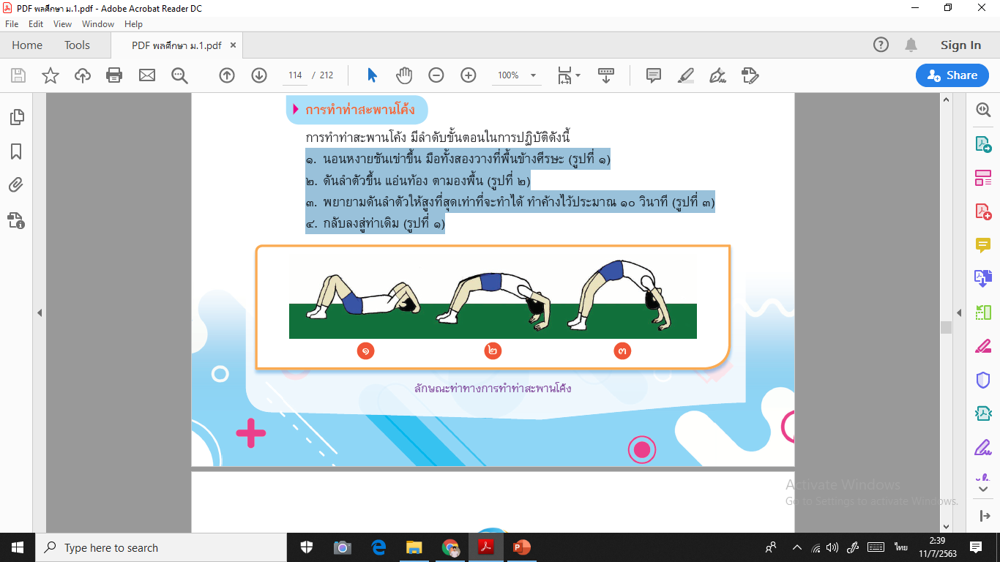 PDF พลศึกษา ม.1.pdf - Adobe Acrobat Reader DC
File Edit View Window Help
Home Tools PDF พลศึกษา ม.1.pdf × Sign In
114 / 212 100% Share
การทำท่าสะพานโค้ง
การทำท่าสะพานโค้ง มีลำดับขั้นตอนในการปฏิบัติดังนี้
๑. นอนหงายชันเข่าขึ้น มือทั้งสองวางที่พื้นข้างศีรษะ (รูปที่ ๑)
๒. ดันลำตัวขึ้น แอ่นท้อง ตามองพื้น (รูปที่ ๒)
๓. พยายามดันลำตัวให้สูงที่สุดเท่าที่จะทำได้ ทำค้างไว้ประมาณ ๑๐ วินาที (รูปที่ ๓)
๔. กลับลงสู่ท่าเดิม (รูปที่ ๑)
๑ ๒ ๓
ลักษณะท่าทางการทำท่าสะพานโค้ง
Activate Windows
Go to Settings to activate Windows.
Type here to search
ไทย
2:39
11/7/2563